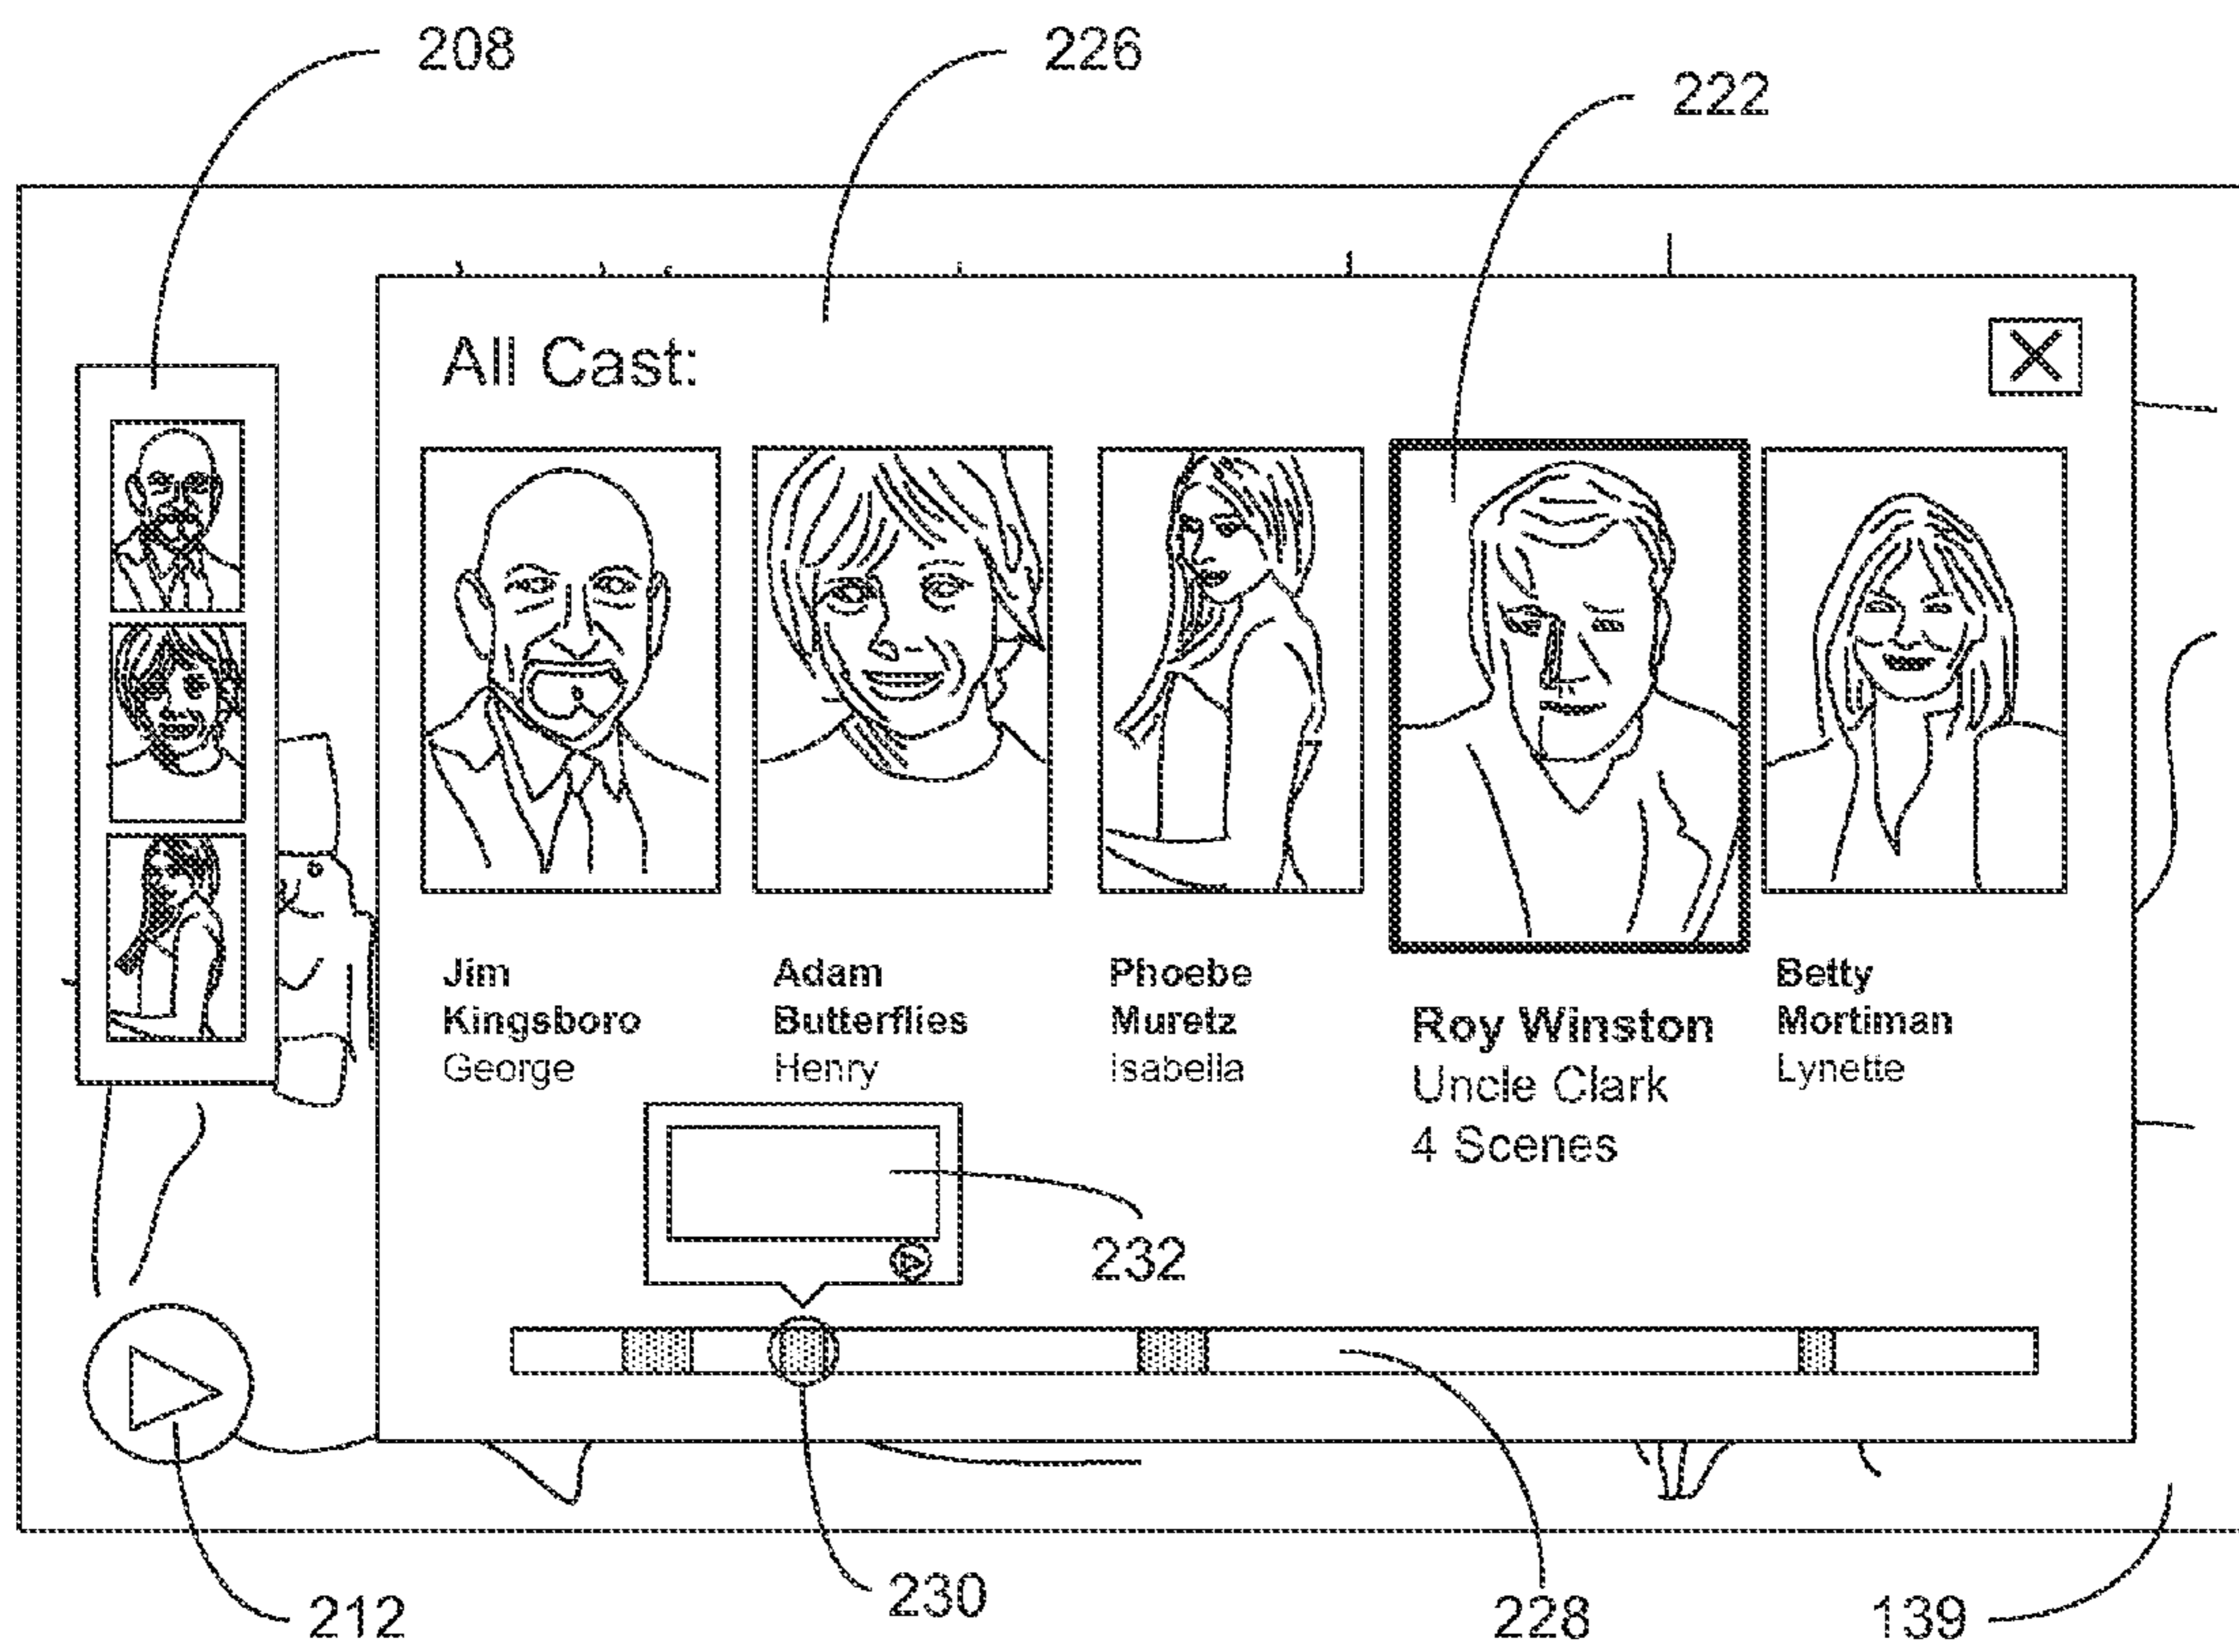 208
226
222
All Cast:
Jim
Kingsboro
George
Adam
Butterflies
Henry
Phoebe
Muretz
Isabella
Roy Winston
Uncle Clark
4 Scenes
Betty
Mortiman
Lynette
232
212
230
228
139